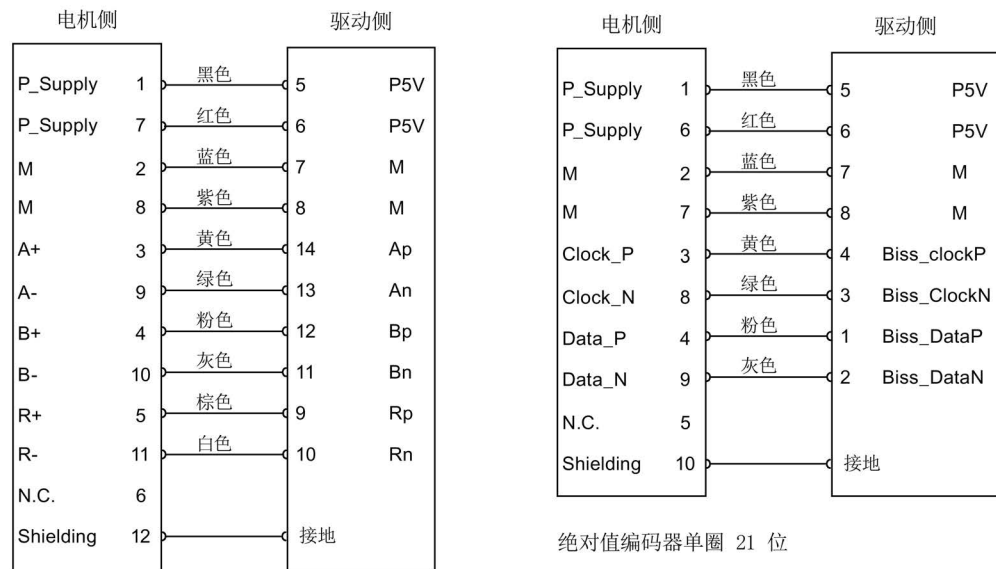 电机侧 驱动侧
P_Supply 1 黑色 5 P5V
P_Supply 7 红色 6 P5V
M 2 蓝色 7 M
M 8 紫色 8 M
A+ 3 黄色 14 Ap
A- 9 绿色 13 An
B+ 4 粉色 12 Bp
B- 10 灰色 11 Bn
R+ 5 棕色 9 Rp
R- 11 白色 10 Rn
N.C. 6
Shielding 12 接地
电机侧 驱动侧
P_Supply 1 黑色 5 P5V
P_Supply 6 红色 6 P5V
M 2 蓝色 7 M
M 7 紫色 8 M
Clock_P 3 黄色 4 Biss_clockP
Clock_N 8 绿色 3 Biss_ClockN
Data_P 4 粉色 1 Biss_DataP
Data_N 9 灰色 2 Biss_DataN
N.C. 5
Shielding 10 接地
绝对值编码器单圈 21 位